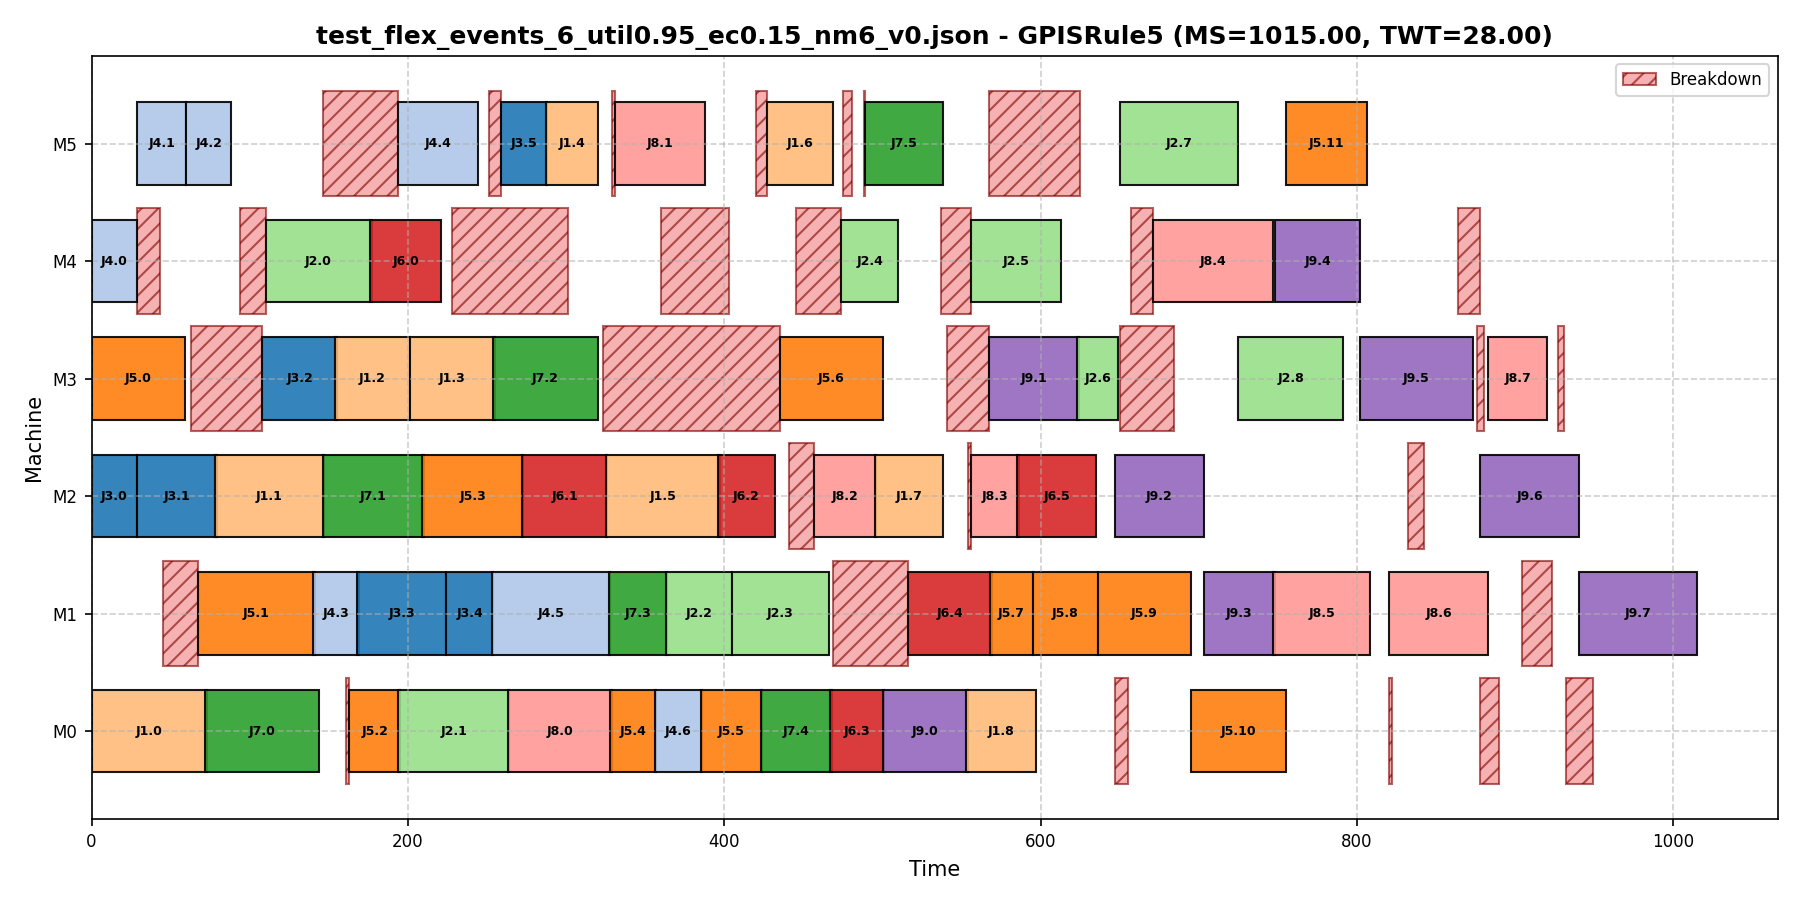 test_flex_events_6_util0.95_ec0.15_nm6_v0.json - GPISRule5 (MS=1015.00, TWT=28.00)
Breakdown
M5 J4.1 J4.2 J4.4 J3.5 J1.4 J8.1 J1.6 J7.5 J2.7 J5.11
M4 J4.0 J2.0 J6.0 J2.4 J2.5 J8.4 J9.4
M3 J5.0 J3.2 J1.2 J1.3 J7.2 J5.6 J9.1 J2.6 J2.8 J9.5 J8.7
M2 J3.0 J3.1 J1.1 J7.1 J5.3 J6.1 J1.5 J6.2 J8.2 J1.7 J8.3 J6.5 J9.2 J9.6
M1 J5.1 J4.3 J3.3 J3.4 J4.5 J7.3 J2.2 J2.3 J6.4 J5.7 J5.8 J5.9 J9.3 J8.5 J8.6 J9.7
M0 J1.0 J7.0 J5.2 J2.1 J8.0 J5.4 J4.6 J5.5 J7.4 J6.3 J9.0 J1.8 J5.10
Machine
0 200 400 600 800 1000
Time